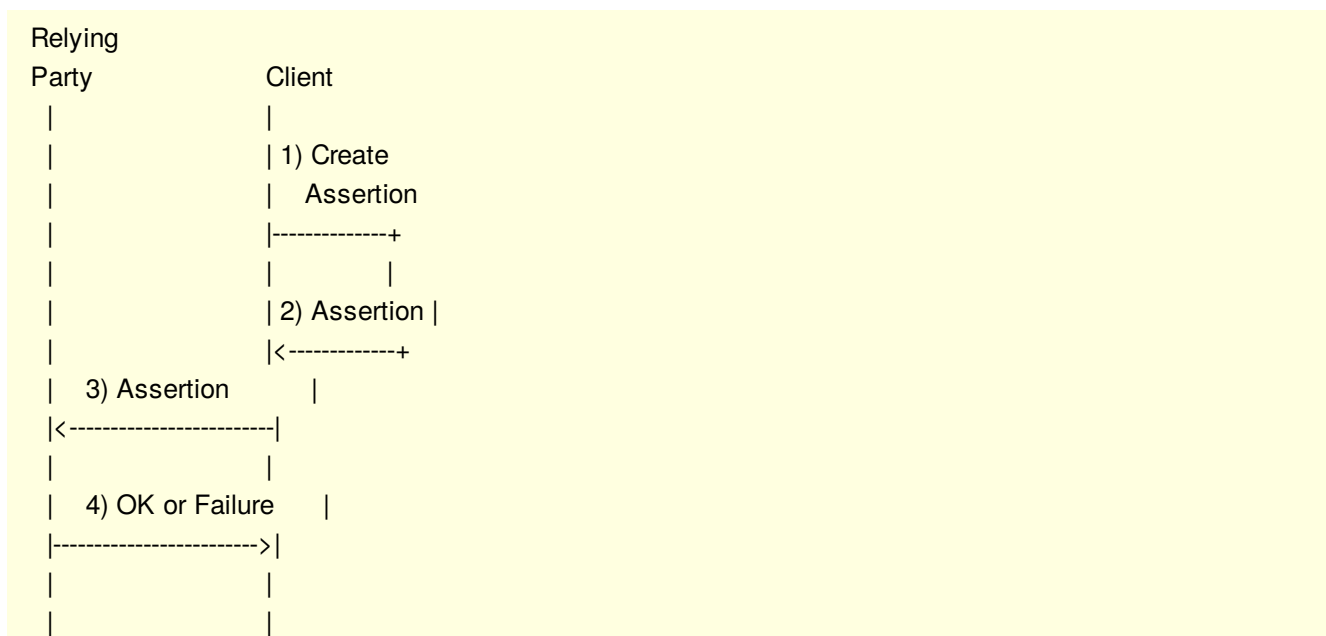 Relying
Party                    Client
  |                          |
  |                          | 1) Create
  |                          |    Assertion
  |                          |--------------+
  |                          |              |
  |                          | 2) Assertion |
  |                          |<-------------+
  |    3) Assertion          |
  |<-------------------------|
  |                          |
  |    4) OK or Failure      |
  |------------------------->|
  |                          |
  |                          |